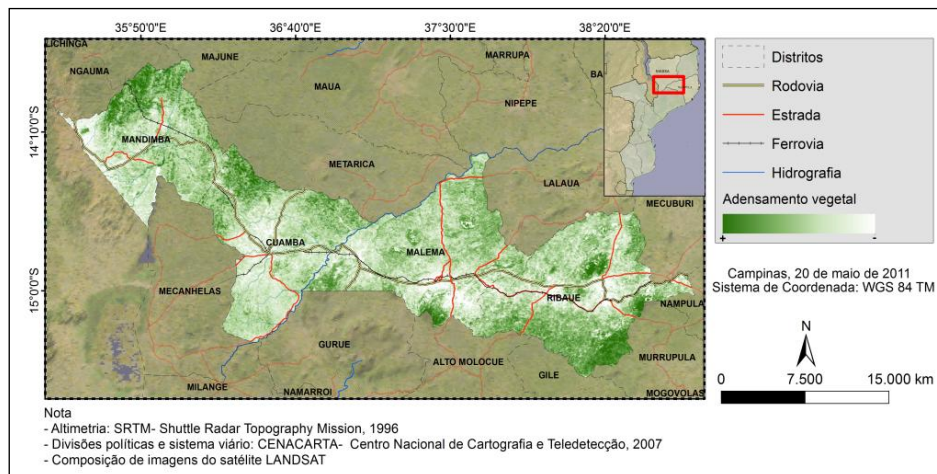 35°50'0"E 36°40'0"E 37°30'0"E 38°20'0"E
LICHINGA
MAJUNE
MARRUPA
NGAUMA
MAUA
BA
NIPEPE
14°10'0"S
MANDIMBA
METARICA
LALAUA
MECUBURI
CUAMBA
MALEMA
15°0'0"S
MECANHELAS
RIBAUE
NAMPULA
GURUE
ALTO MOLOCUE
MURRUPULA
GILE
MILANGE
NAMARROI
MOGOVOLAS
Distritos
Rodovia
Estrada
Ferrovia
Hidrografia
Adensamento vegetal
+ -
Campinas, 20 de maio de 2011
Sistema de Coordenada: WGS 84 TM
N
0 7.500 15.000 km
Nota
- Altimetria: SRTM- Shuttle Radar Topography Mission, 1996
- Divisões políticas e sistema viário: CENACARTA- Centro Nacional de Cartografia e Teledetecção, 2007
- Composição de imagens do satélite LANDSAT